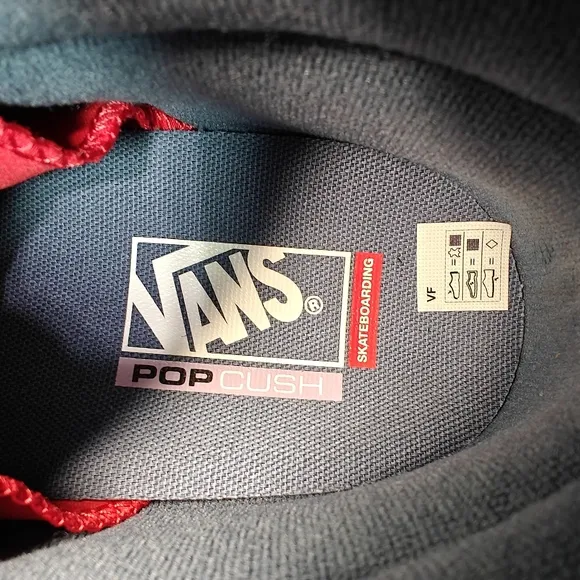 VANS®
SKATEBOARDING
POP CUSH
VF